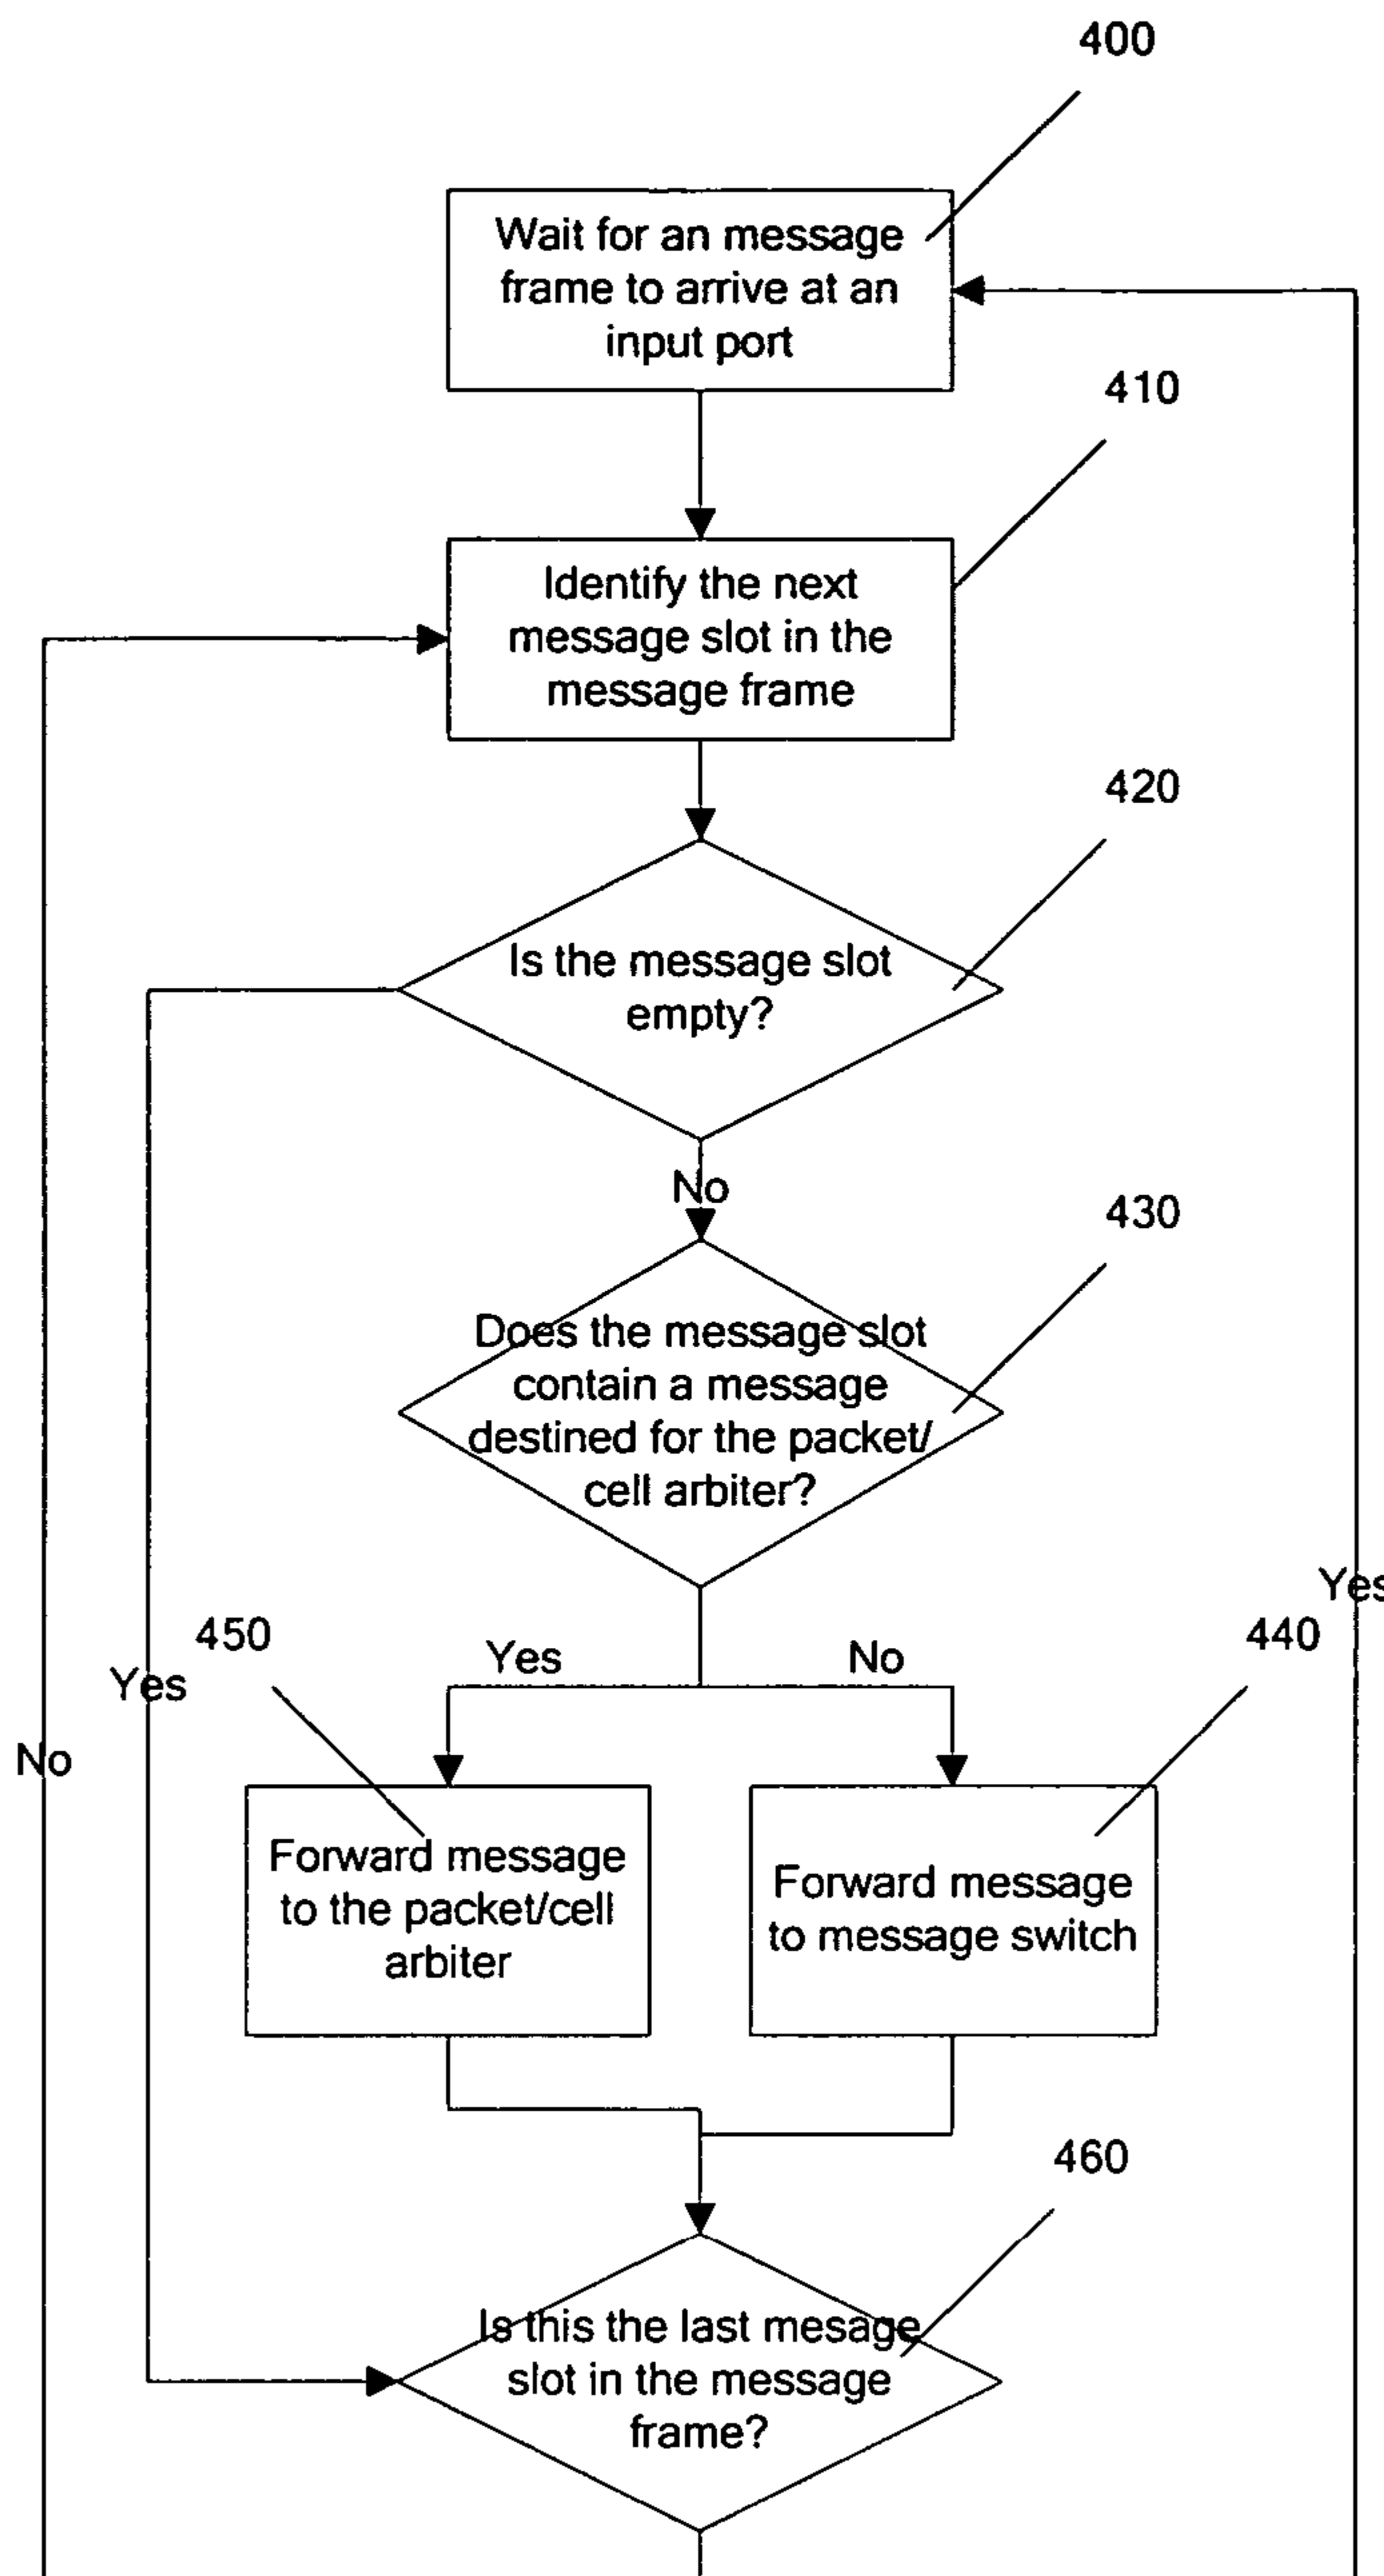 400
Wait for an message
frame to arrive at an
input port
410
Identify the next
message slot in the
message frame
420
Is the message slot
empty?
No
430
Does the message slot
contain a message
destined for the packet/
cell arbiter?
Yes
450
440
Yes
No
Yes
No
Forward message
to the packet/cell
arbiter
Forward message
to message switch
460
Is this the last mesage
slot in the message
frame?